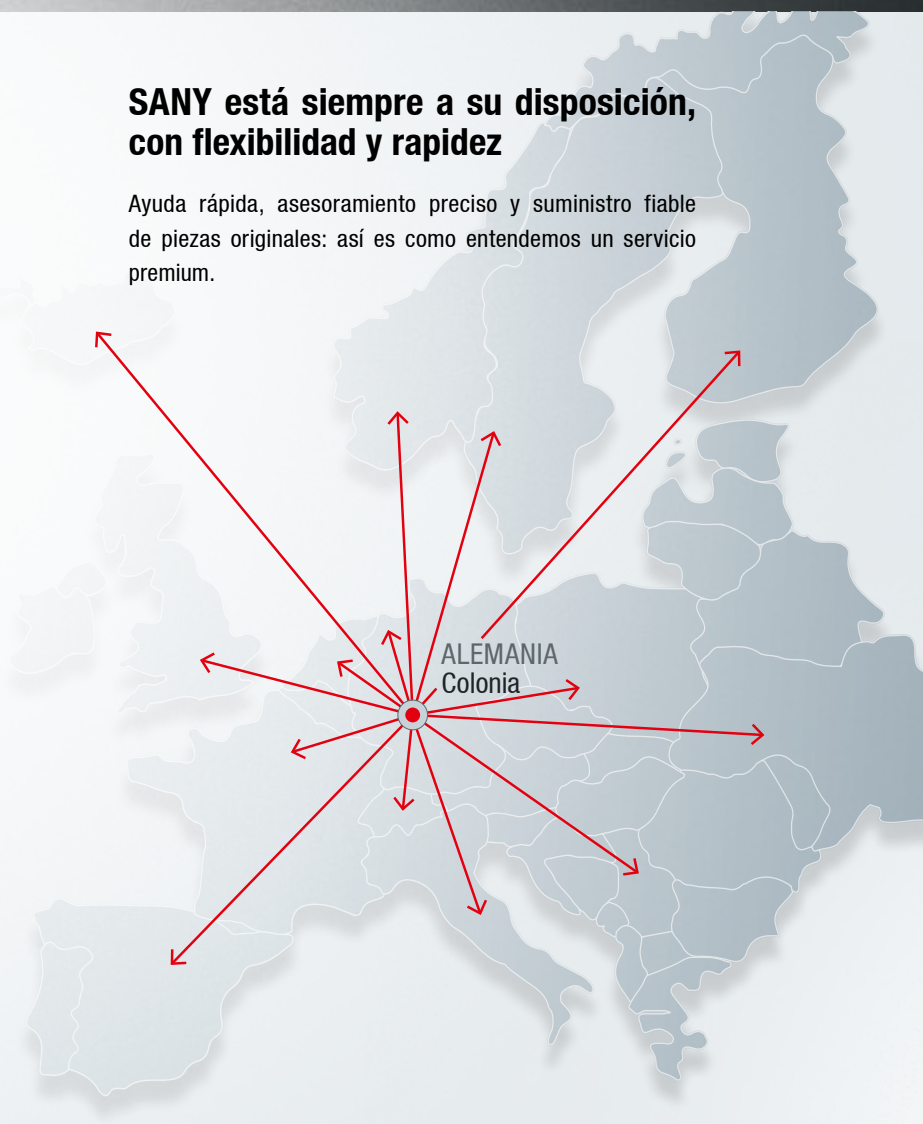 SANY está siempre a su disposición,
con flexibilidad y rapidez
Ayuda rápida, asesoramiento preciso y suministro fiable
de piezas originales: así es como entendemos un servicio
premium.
ALEMANIA
Colonia